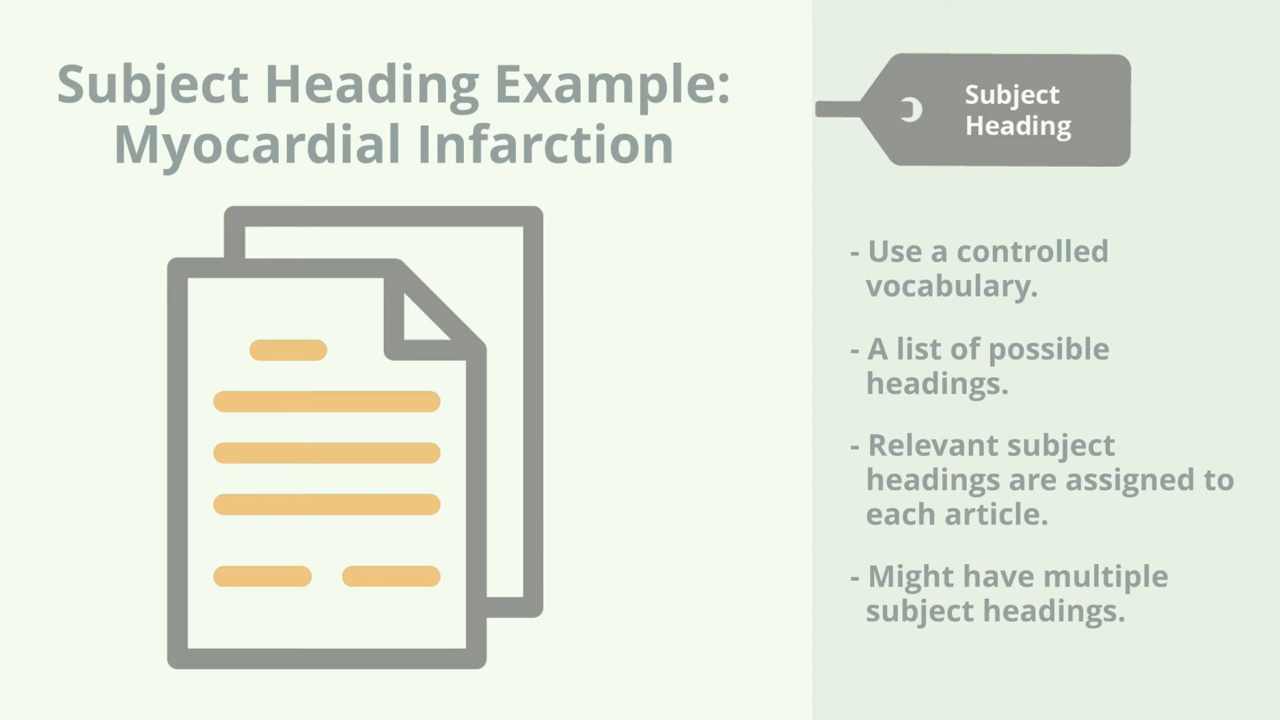 Subject Heading Example:
Myocardial Infarction
Subject
Heading
- Use a controlled
vocabulary.
- A list of possible
headings.
- Relevant subject
headings are assigned to
each article.
- Might have multiple
subject headings.